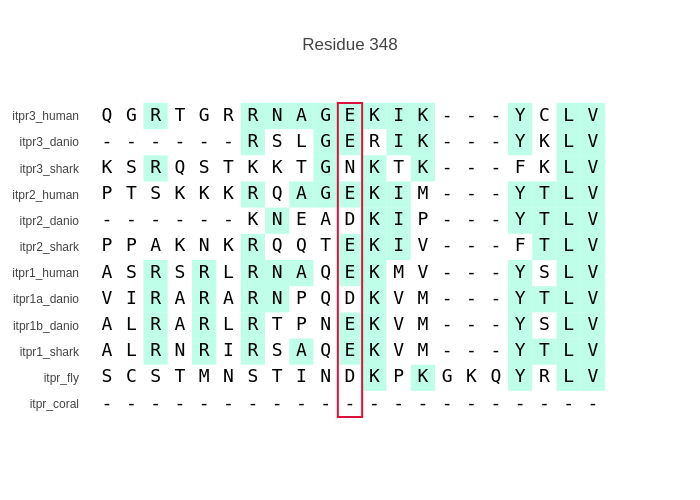 Residue 348
itpr3_human Q G R T G R R N A G E K I K - - - Y C L V
itpr3_danio - - - - - - R S L G E R I K - - - Y K L V
itpr3_shark K S R Q S T K K T G N K T K - - - F K L V
itpr2_human P T S K K K R Q A G E K I M - - - Y T L V
itpr2_danio - - - - - - K N E A D K I P - - - Y T L V
itpr2_shark P P A K N K R Q Q T E K I V - - - F T L V
itpr1_human A S R S R L R N A Q E K M V - - - Y S L V
itpr1a_danio V I R A R A R N P Q D K V M - - - Y T L V
itpr1b_danio A L R A R L R T P N E K V M - - - Y S L V
itpr1_shark A L R N R I R S A Q E K V M - - - Y T L V
itpr_fly S C S T M N S T I N D K P K G K Q Y R L V
itpr_coral - - - - - - - - - - - - - - - - - - - - -